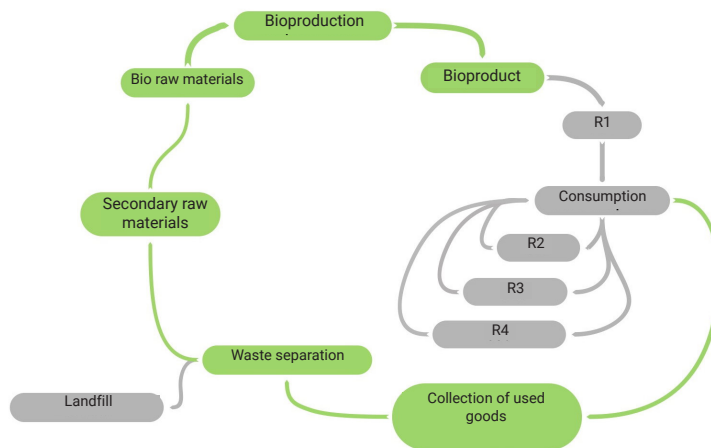 Bioproduction
Bio raw materials
Bioproduct
R1
Consumption
Secondary raw
materials
R2
R3
R4
Waste separation
Landfill
Collection of used
goods